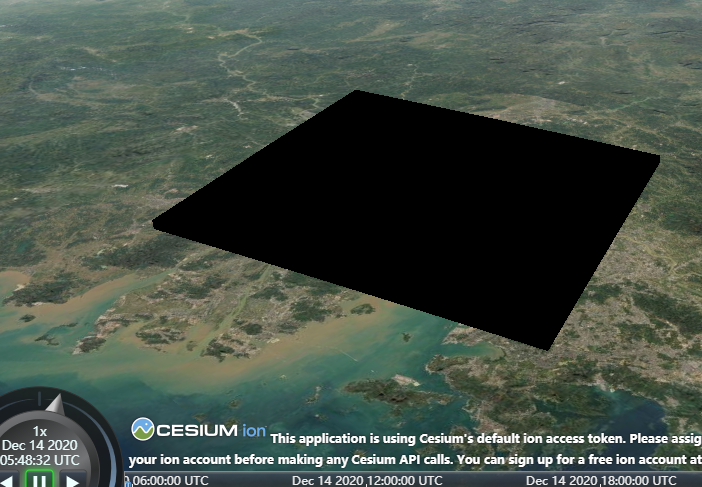 1x
Dec 14 2020
05:48:32 UTC
CESIUM ion
This application is using Cesium's default ion access token. Please assig
your ion account before making any Cesium API calls. You can sign up for a free ion account at
0,06:00:00 UTC
Dec 14 2020,12:00:00 UTC
Dec 14 2020,18:00:00 UTC